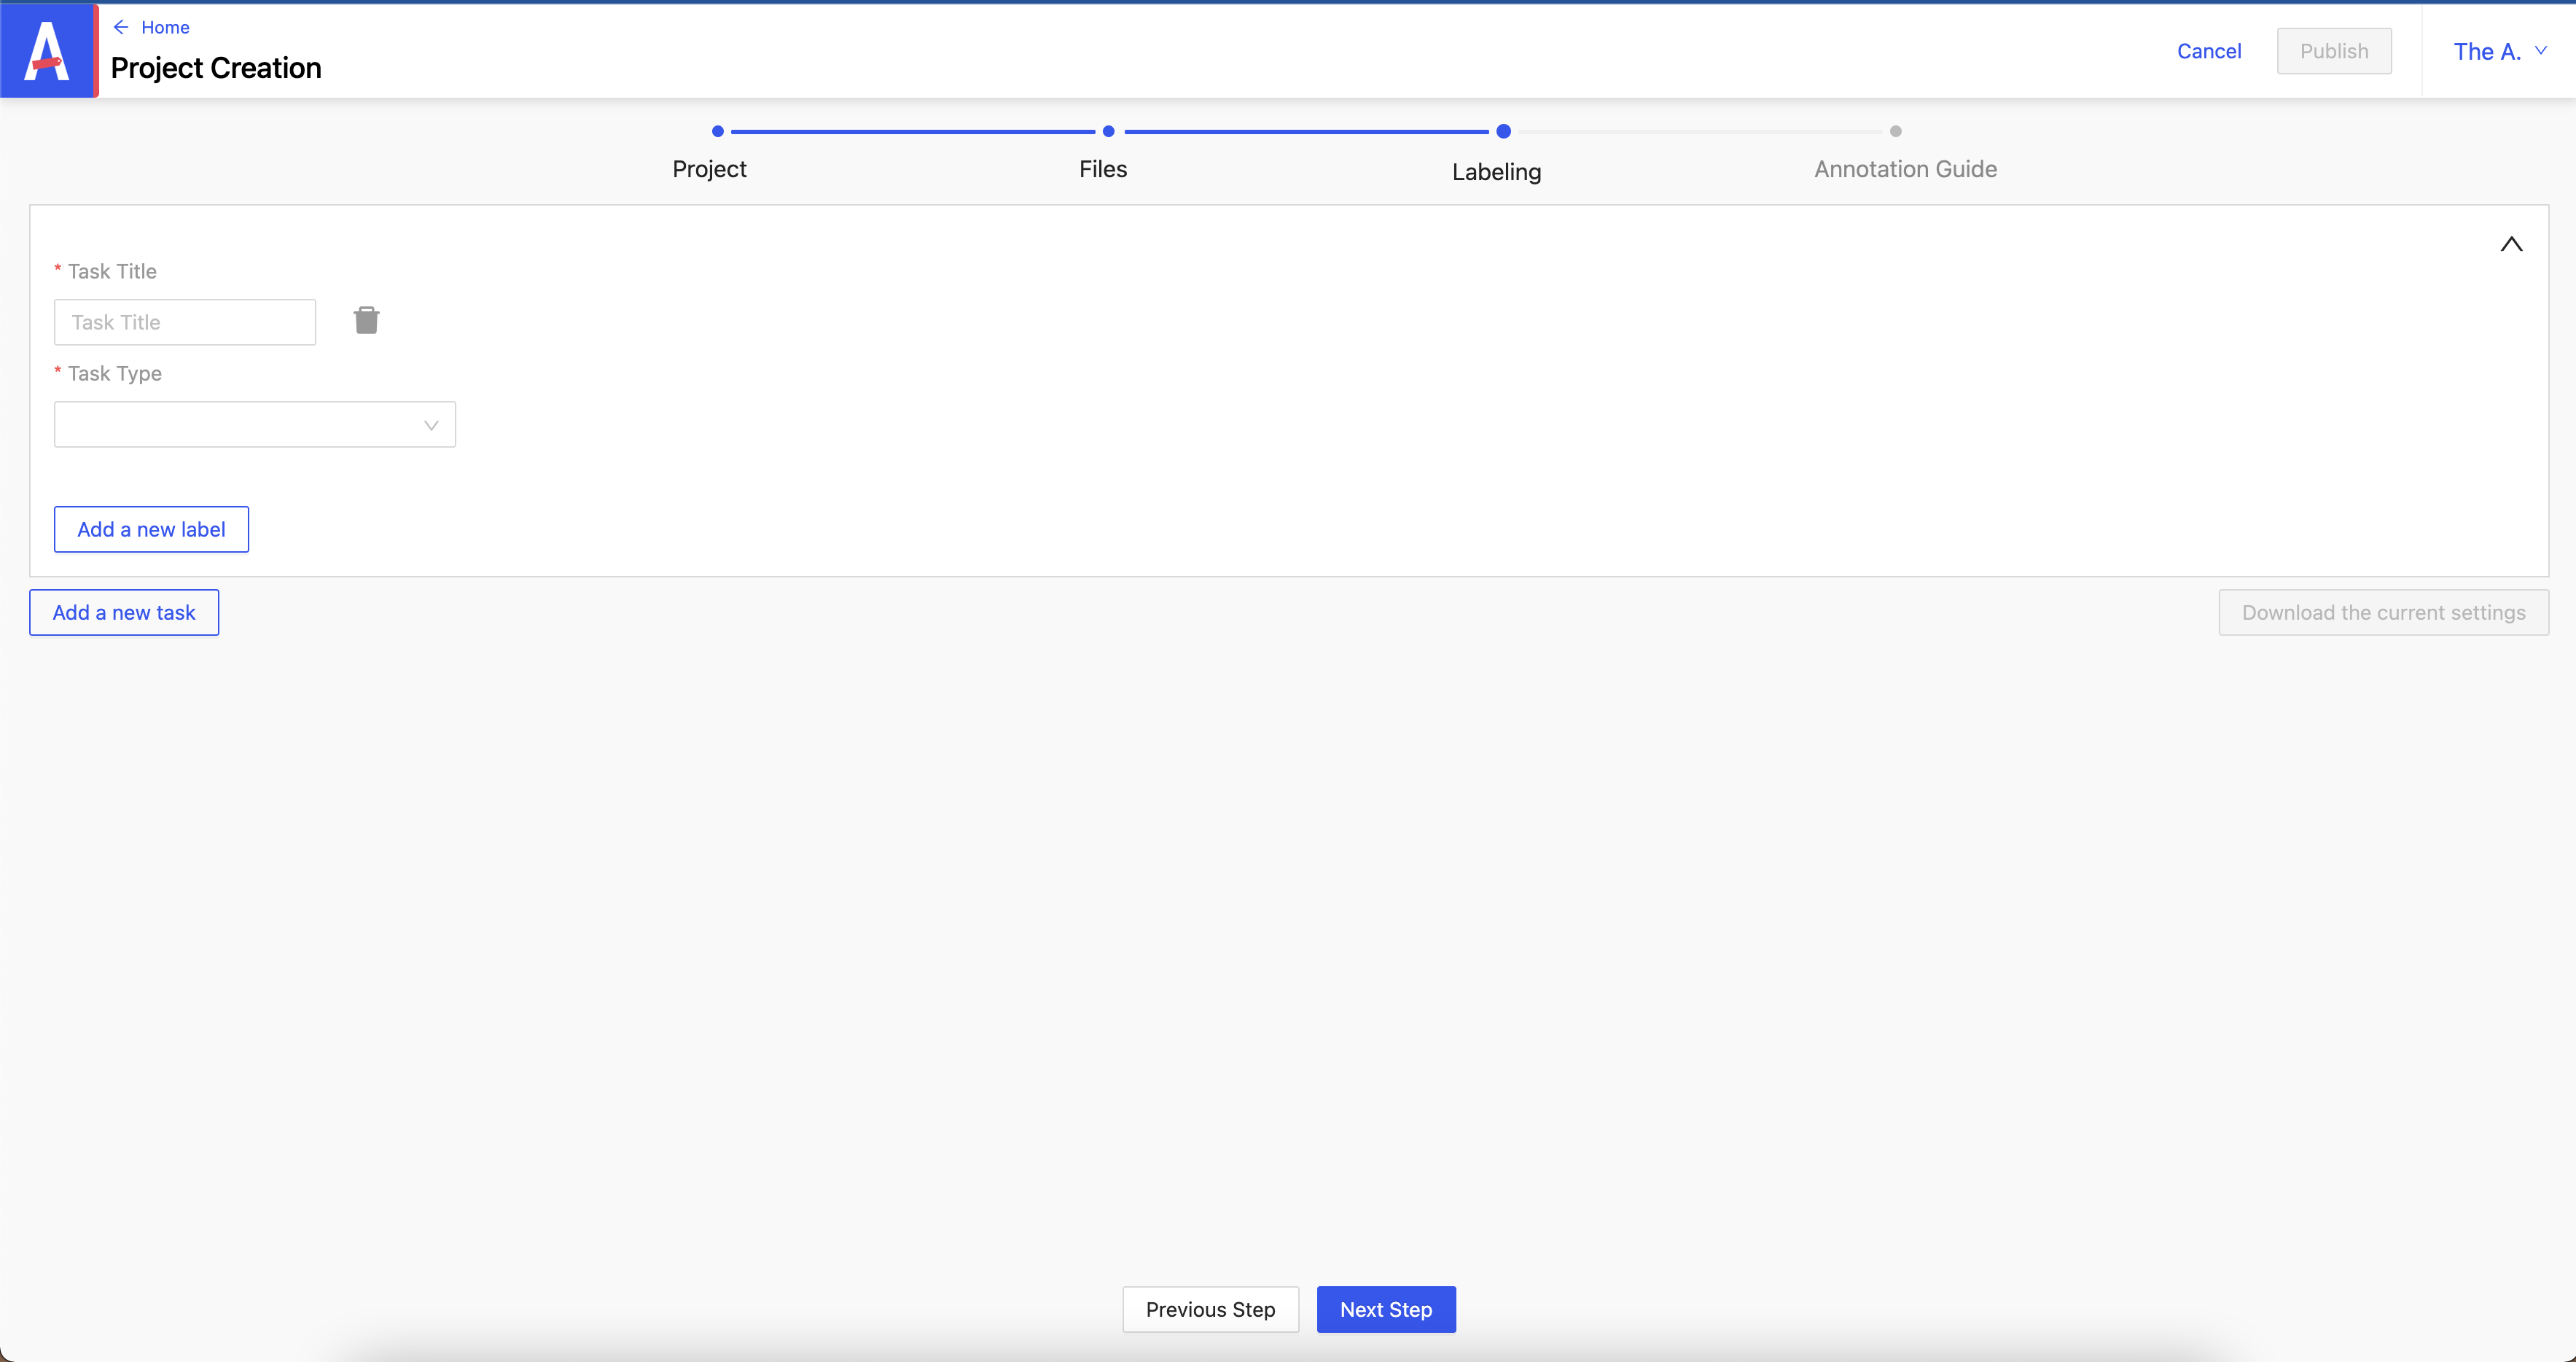 Home
Project Creation
Cancel
Publish
The A.
Project
Files
Labeling
Annotation Guide
* Task Title
Task Title
* Task Type
Add a new label
Add a new task
Download the current settings
Previous Step
Next Step